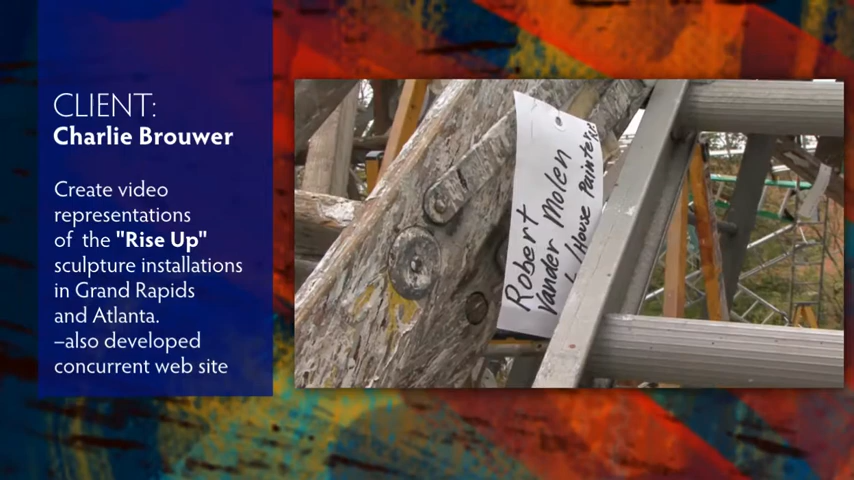 CLIENT:
Charlie Brouwer
Create video
representations
of the "Rise Up"
sculpture installations
in Grand Rapids
and Atlanta.
–also developed
concurrent web site
Robert
Vander Molen
/House Painter